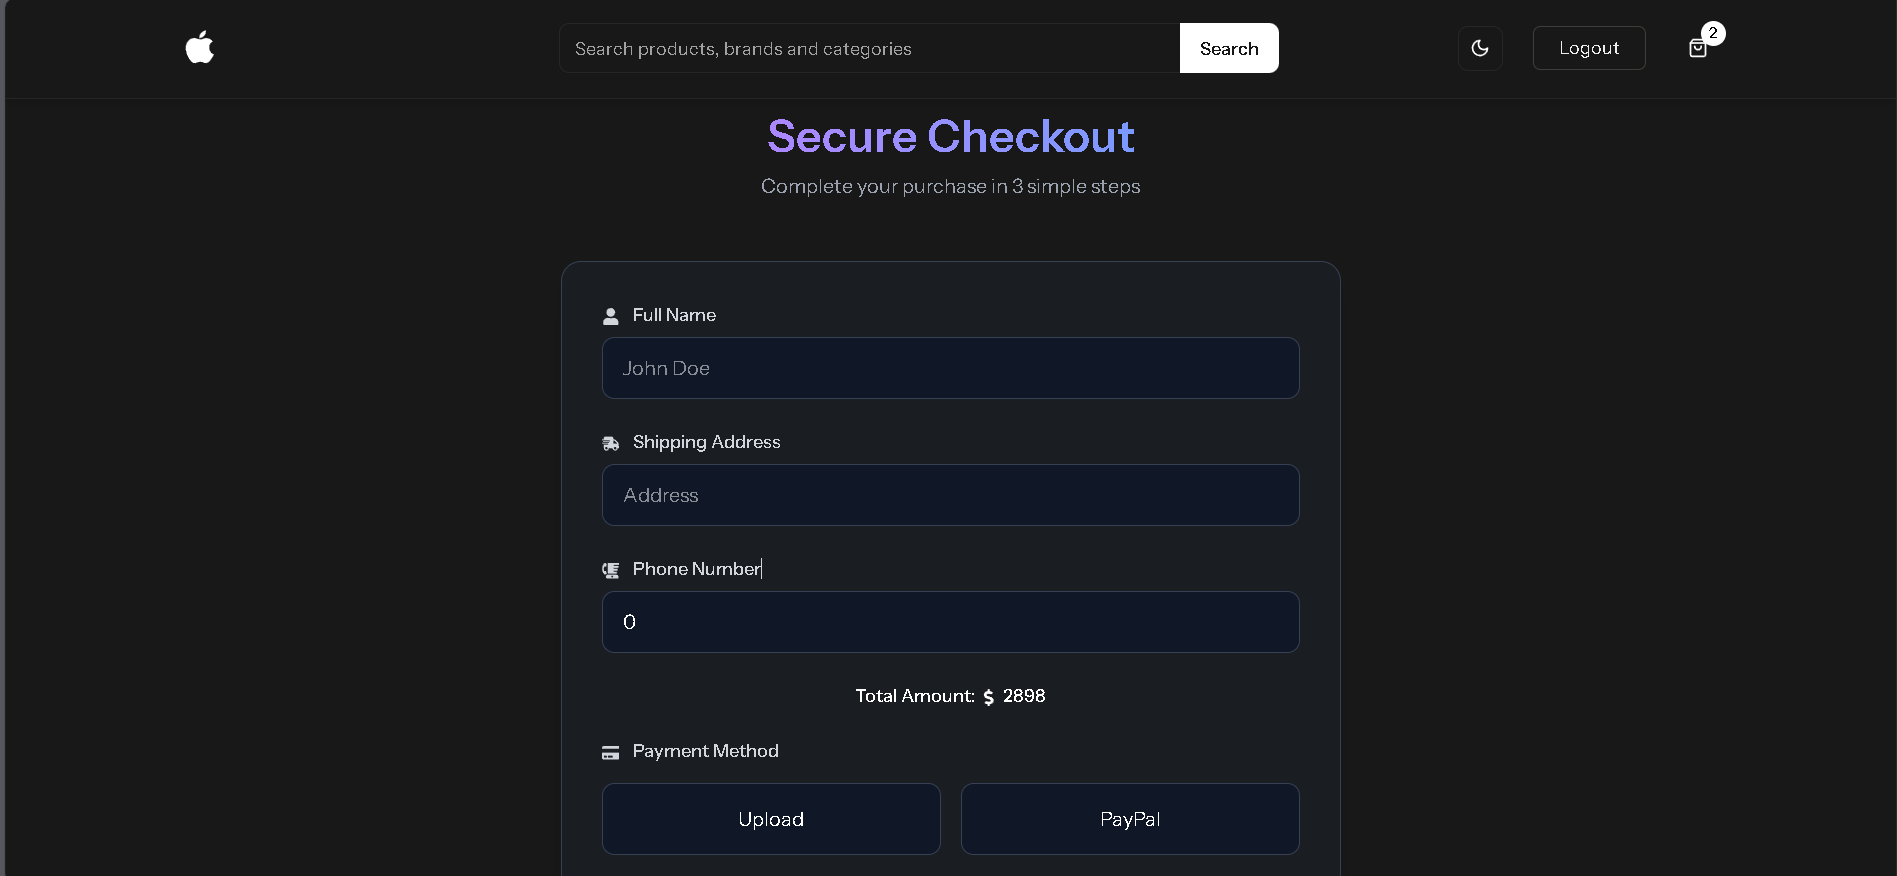 Search products, brands and categories
Search
Logout
2
Secure Checkout
Complete your purchase in 3 simple steps
Full Name
John Doe
Shipping Address
Address
Phone Number
0
Total Amount: $ 2898
Payment Method
Upload
PayPal